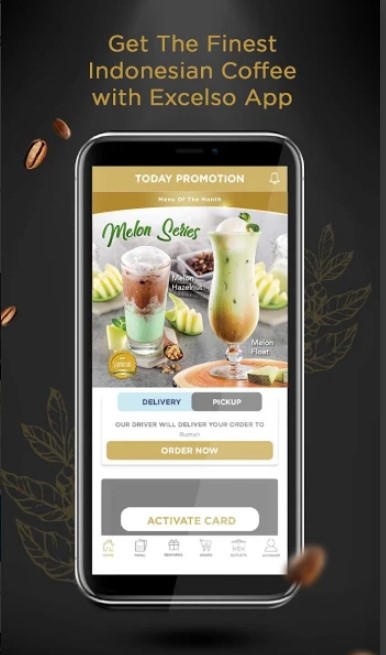 Get The Finest
Indonesian Coffee
with Excelso App
TODAY PROMOTION
Menu Of The Month
Melon Series
Melon
Hazelnut
Melon
Float
DELIVERY
PICKUP
OUR DRIVER WILL DELIVER YOUR ORDER TO
Rumah
ORDER NOW
ACTIVATE CARD
HOME
MENU
REWARDS
ORDERS
OUTLETS
ACCOUNT